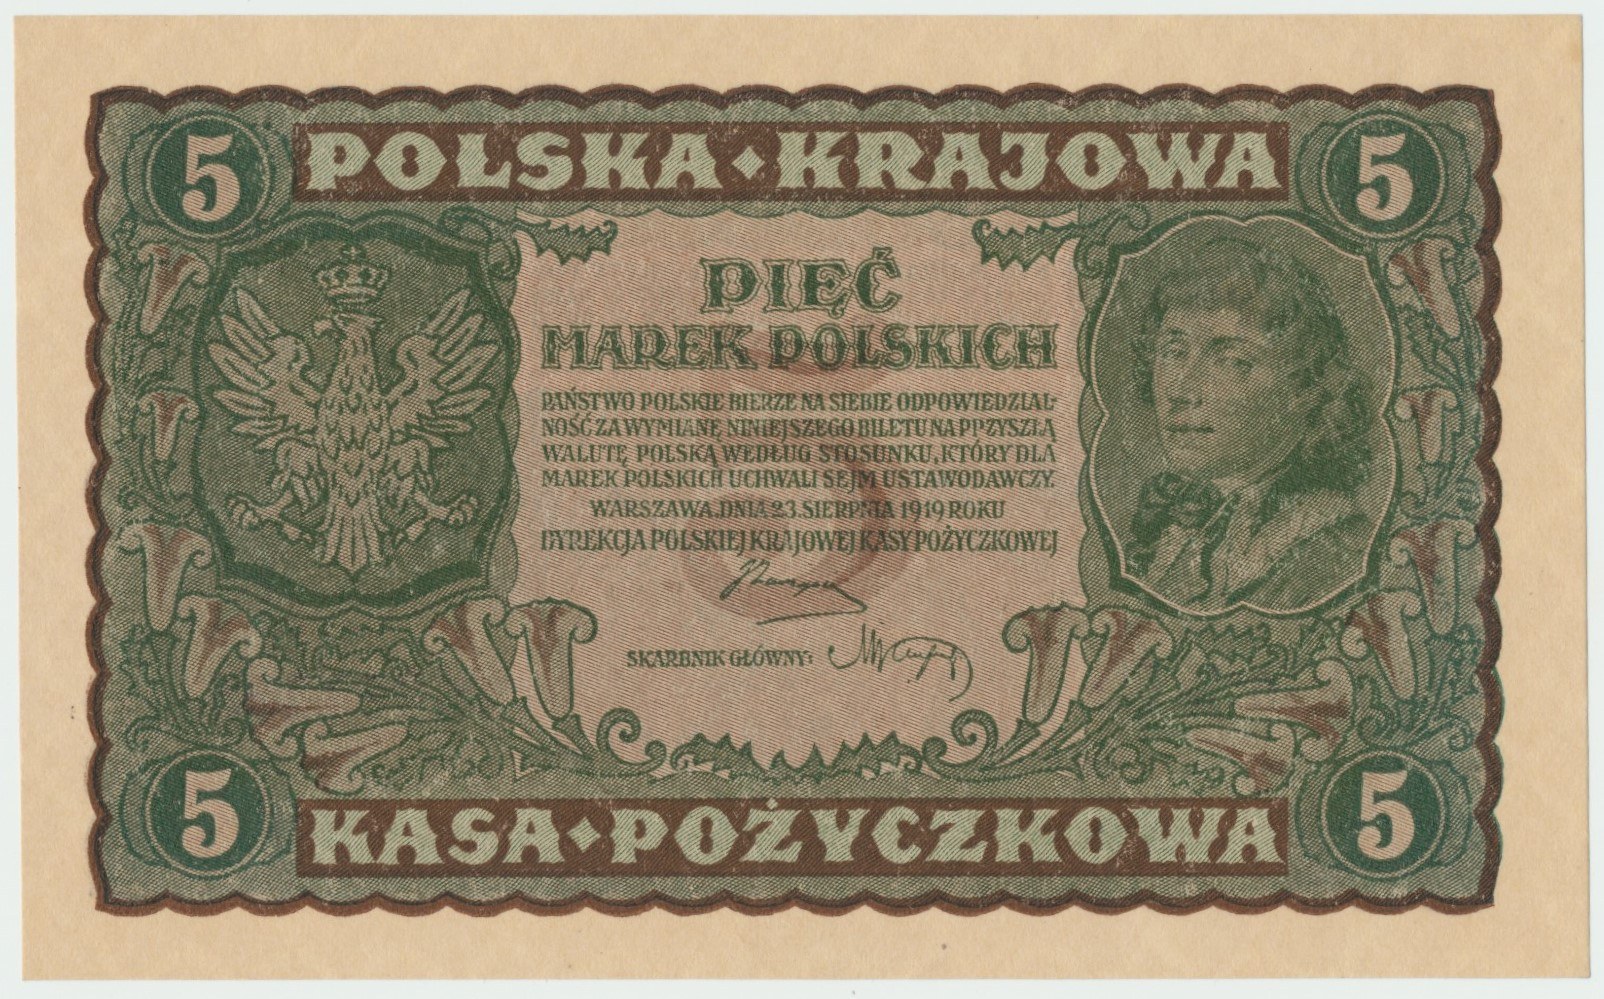 5 POLSKA • KRAJOWA 5
PIĘĆ
MAREK POLSKICH
PAŃSTWO POLSKIE BIERZE NA SIEBIE ODPOWIEDZIAL-
NOŚĆ ZA WYMIANĘ NINIEJSZEGO BILETU NA PRZYSZŁĄ
WALUTĘ POLSKĄ WEDŁUG STOSUNKU, KTÓRY DLA
MAREK POLSKICH UCHWALI SEJM USTAWODAWCZY.
WARSZAWA, DNIA 23. SIERPNIA 1919 ROKU
DYREKCJA POLSKIEJ KRAJOWEJ KASY POŻYCZKOWEJ
SKARBNIK GŁÓWNY:
5
5 KASA • POŻYCZKOWA 5